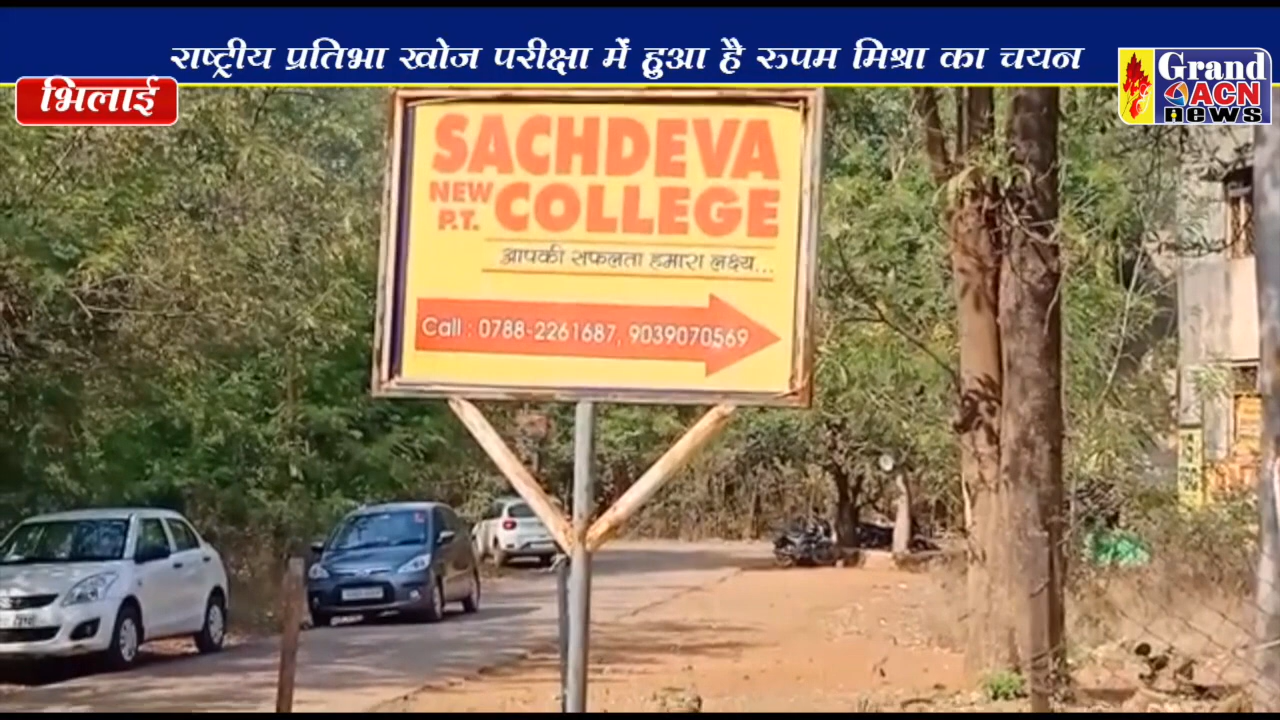 राष्ट्रीय प्रतिभा खोज परीक्षा में हुआ है रुपम मिश्रा का चयन
भिलाई
Grand
ACN
news
SACHDEVA
NEW
P.T.
COLLEGE
आपकी सफलता हमारा लक्ष्य...
Call : 0788-2261687, 9039070569